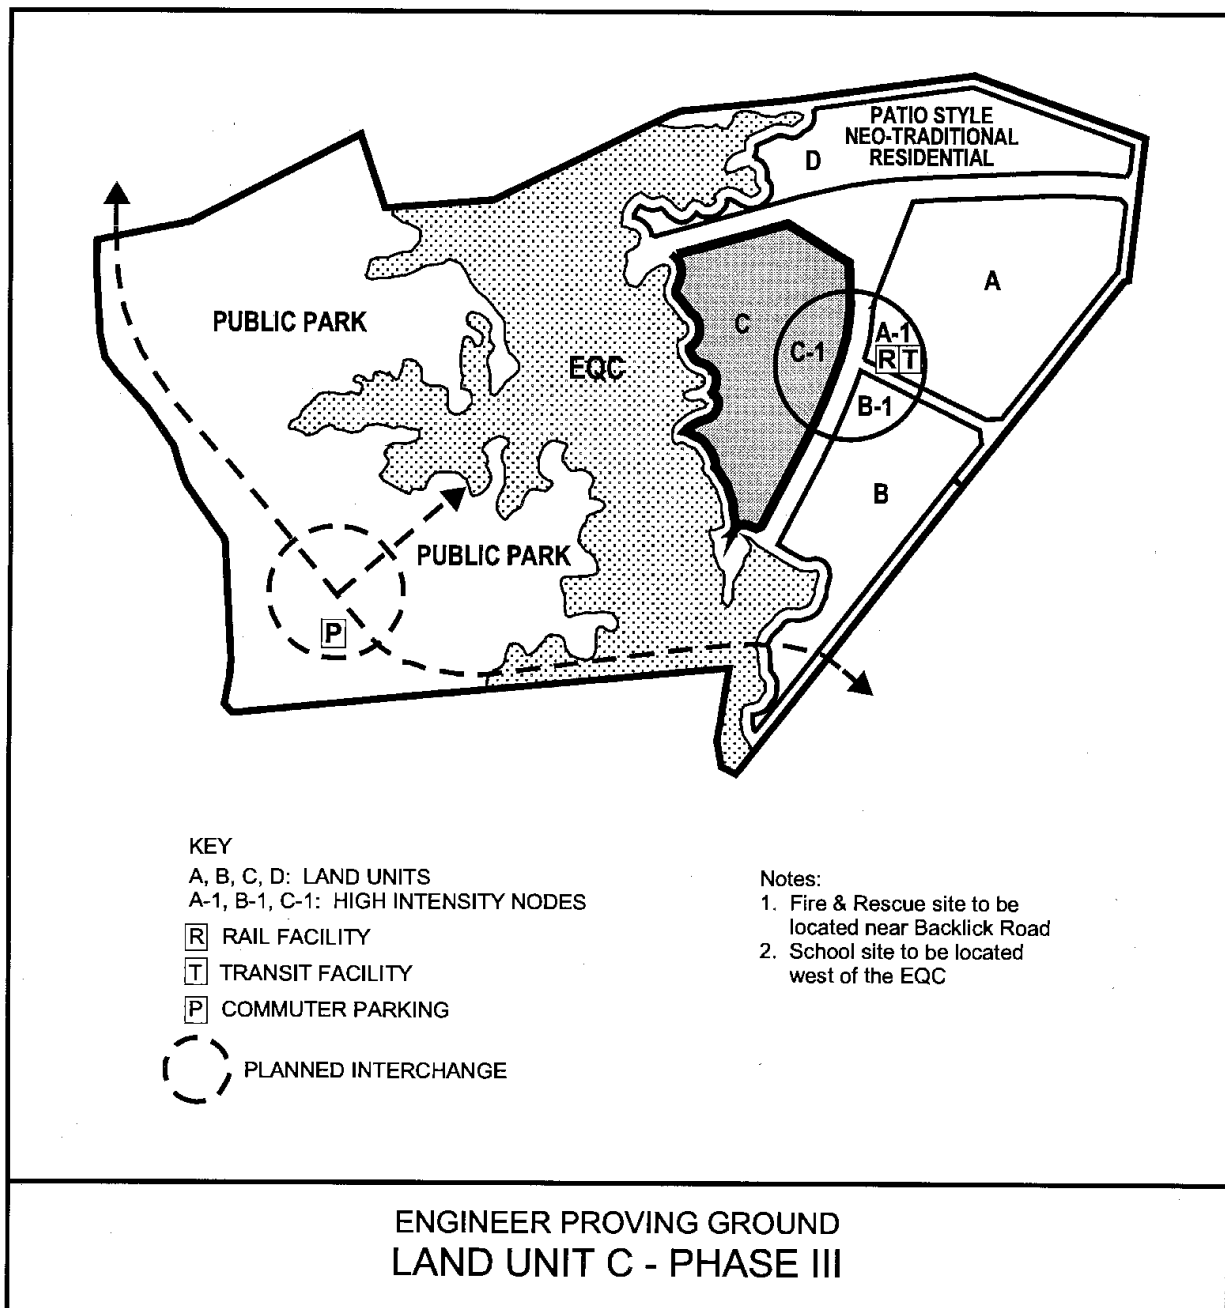 PATIO STYLE
NEO-TRADITIONAL
RESIDENTIAL
D
A
PUBLIC PARK
C
A-1
C-1
R T
EQC
B-1
B
PUBLIC PARK
P
KEY
A, B, C, D: LAND UNITS
A-1, B-1, C-1: HIGH INTENSITY NODES
R RAIL FACILITY
T TRANSIT FACILITY
P COMMUTER PARKING
PLANNED INTERCHANGE
Notes:
1. Fire & Rescue site to be
located near Backlick Road
2. School site to be located
west of the EQC
ENGINEER PROVING GROUND
LAND UNIT C - PHASE III